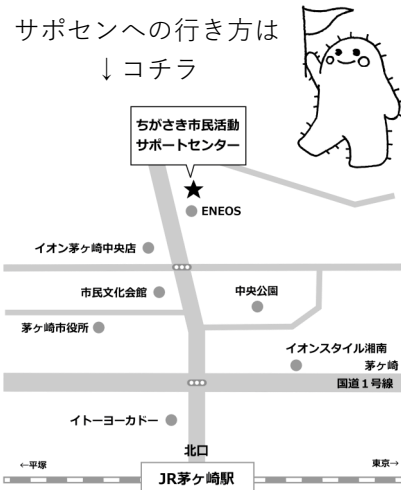 サポセンへの行き方は
↓コチラ
ちがさき市民活動
サポートセンター
ENEOS
イオン茅ヶ崎中央店
市民文化会館
中央公園
茅ヶ崎市役所
イオンスタイル湘南
茅ヶ崎
国道1号線
イトーヨーカドー
北口
←平塚
東京→
JR茅ヶ崎駅